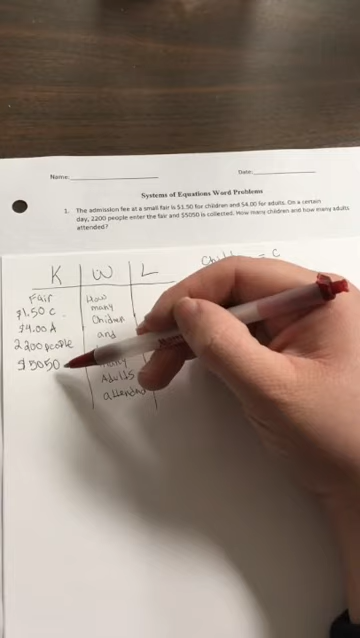 Name: Date:
Systems of Equations Word Problems
1. The admission fee at a small fair is $1.50 for children and $4.00 for adults. On a certain
day, 2200 people enter the fair and $5050 is collected. How many children and how many adults
attended?
K W L
= C
Fair
$1.50 C
$4.00 A
2200 people
$5050
How
many
Children
and
many
Adults
attended